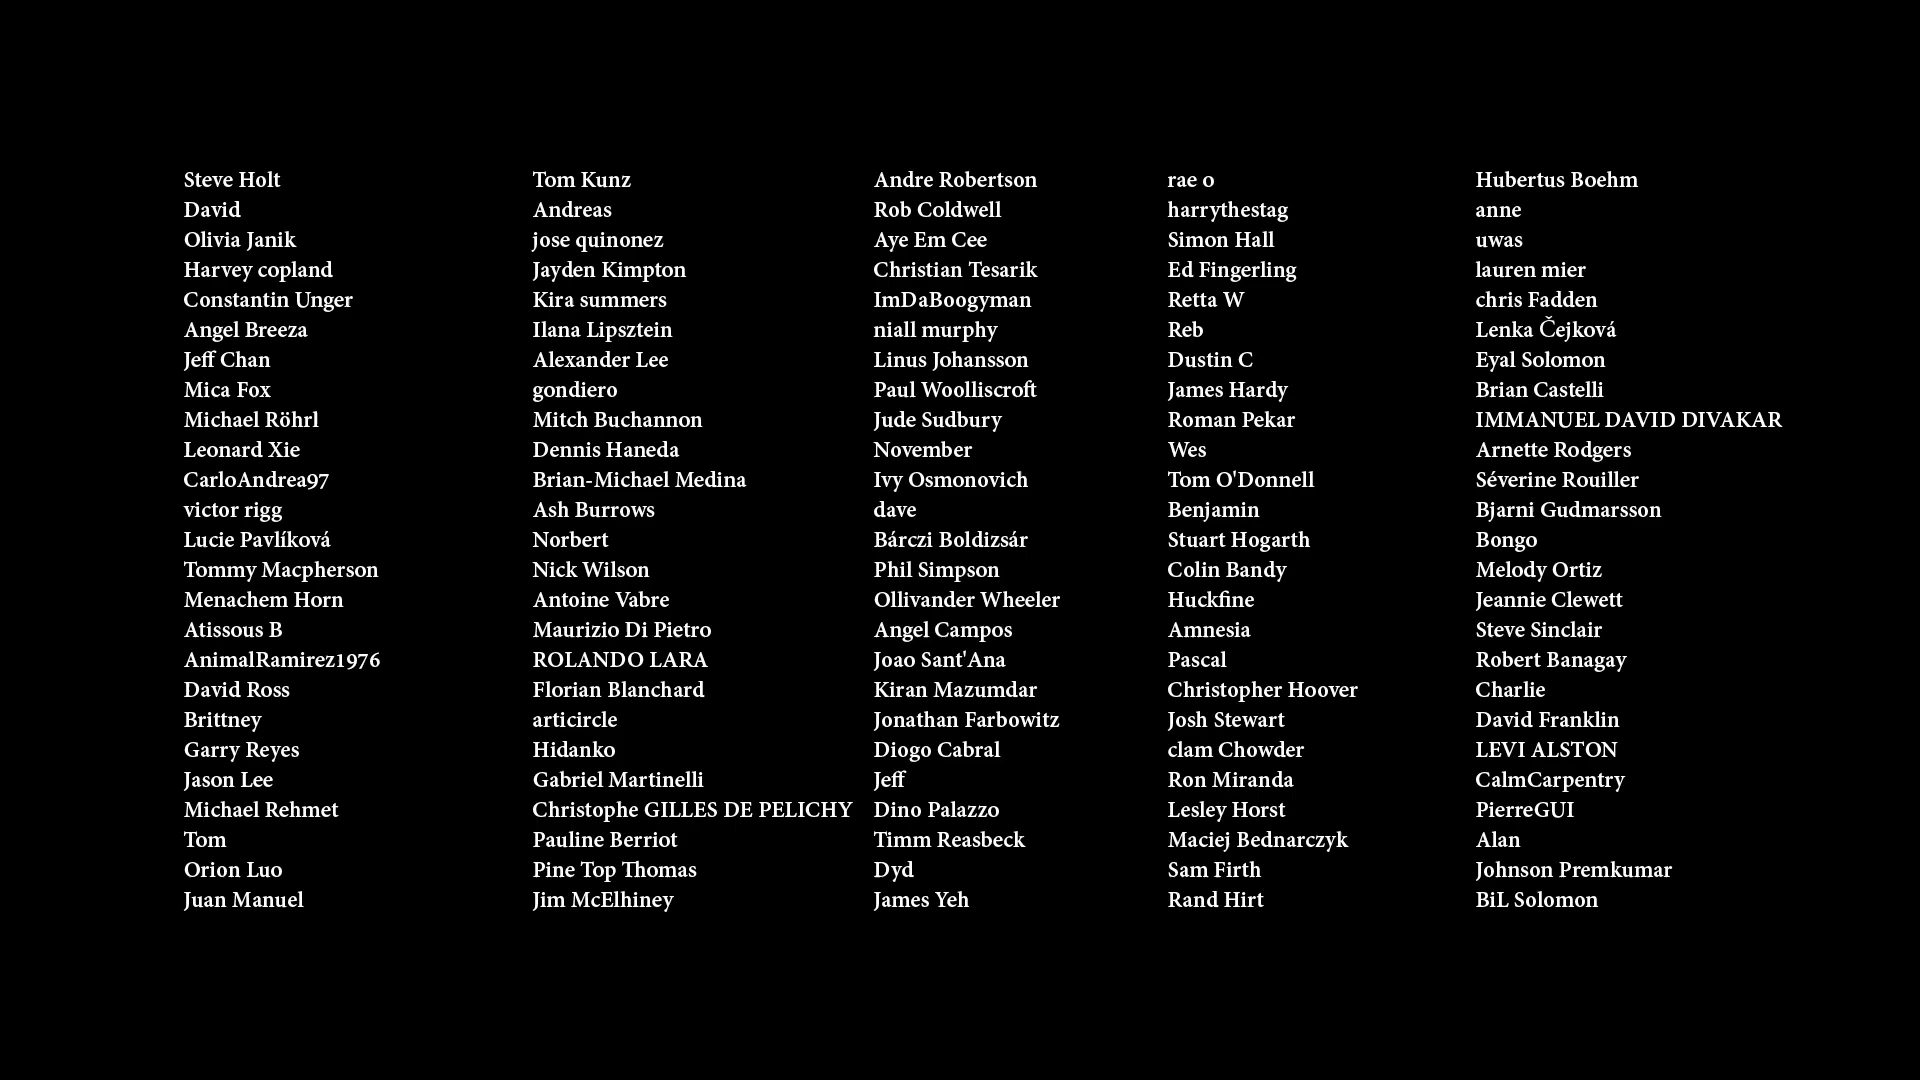 Steve Holt
David
Olivia Janik
Harvey copland
Constantin Unger
Angel Breeza
Jeff Chan
Mica Fox
Michael Röhrl
Leonard Xie
CarloAndrea97
victor rigg
Lucie Pavlíková
Tommy Macpherson
Menachem Horn
Atissous B
AnimalRamirez1976
David Ross
Brittney
Garry Reyes
Jason Lee
Michael Rehmet
Tom
Orion Luo
Juan Manuel
Tom Kunz
Andreas
jose quinonez
Jayden Kimpton
Kira summers
Ilana Lipsztein
Alexander Lee
gondiero
Mitch Buchannon
Dennis Haneda
Brian-Michael Medina
Ash Burrows
Norbert
Nick Wilson
Antoine Vabre
Maurizio Di Pietro
ROLANDO LARA
Florian Blanchard
articircle
Hidanko
Gabriel Martinelli
Christophe GILLES DE PELICHY
Pauline Berriot
Pine Top Thomas
Jim McElhiney
Andre Robertson
Rob Coldwell
Aye Em Cee
Christian Tesarik
ImDaBoogyman
niall murphy
Linus Johansson
Paul Woolliscroft
Jude Sudbury
November
Ivy Osmonovich
dave
Bárczi Boldizsár
Phil Simpson
Ollivander Wheeler
Angel Campos
Joao Sant'Ana
Kiran Mazumdar
Jonathan Farbowitz
Diogo Cabral
Jeff
Dino Palazzo
Timm Reasbeck
Dyd
James Yeh
rae o
harrythestag
Simon Hall
Ed Fingerling
Retta W
Reb
Dustin C
James Hardy
Roman Pekar
Wes
Tom O'Donnell
Benjamin
Stuart Hogarth
Colin Bandy
Huckfine
Amnesia
Pascal
Christopher Hoover
Josh Stewart
clam Chowder
Ron Miranda
Lesley Horst
Maciej Bednarczyk
Sam Firth
Rand Hirt
Hubertus Boehm
anne
uwas
lauren mier
chris Fadden
Lenka Čejková
Eyal Solomon
Brian Castelli
IMMANUEL DAVID DIVAKAR
Arnette Rodgers
Séverine Rouiller
Bjarni Gudmarsson
Bongo
Melody Ortiz
Jeannie Clewett
Steve Sinclair
Robert Banagay
Charlie
David Franklin
LEVI ALSTON
CalmCarpentry
PierreGUI
Alan
Johnson Premkumar
BiL Solomon